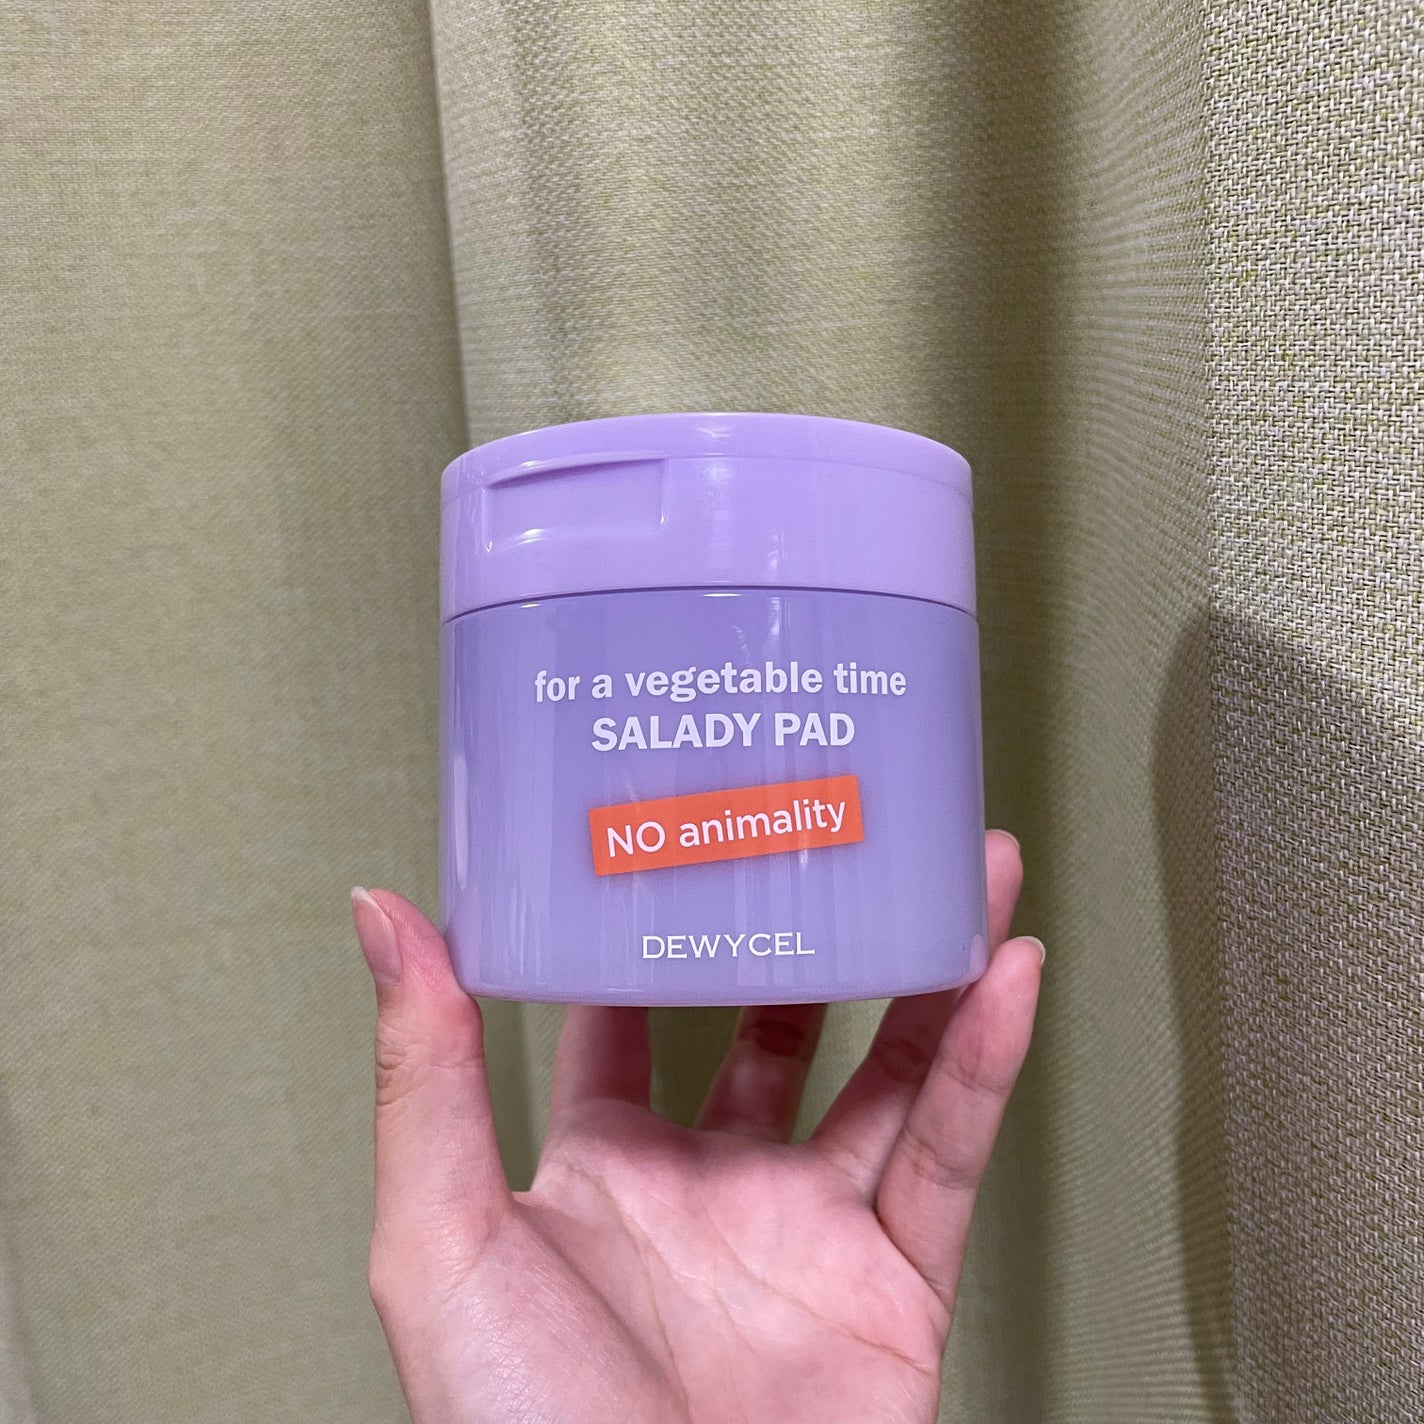 for a vegetable time
SALADY PAD
NO animality
DEWYCEL